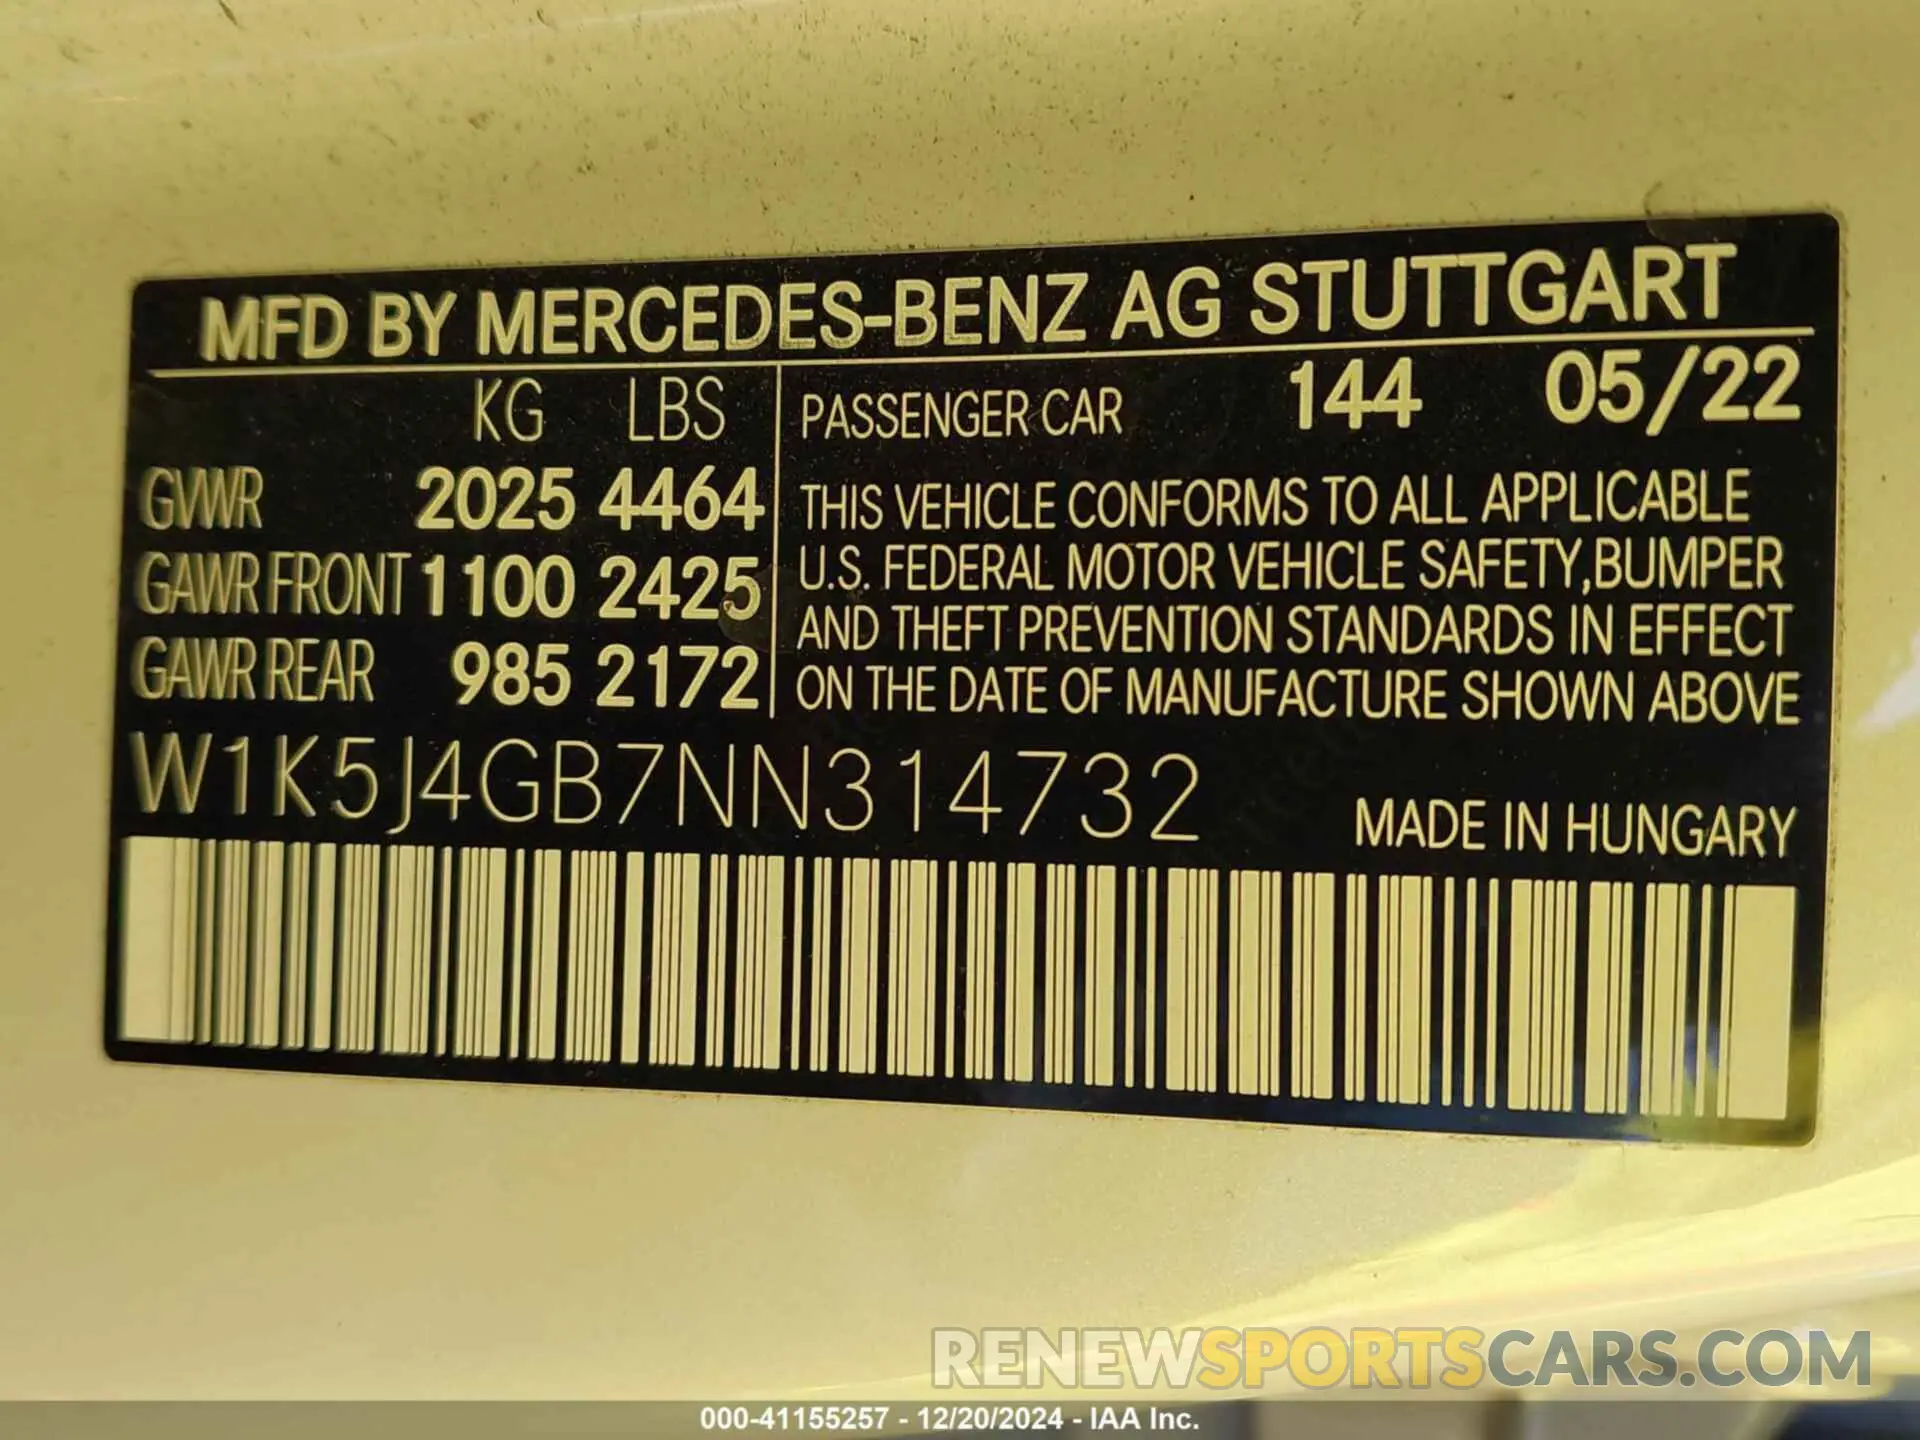 MFD BY MERCEDES-BENZ AG STUTTGART
KG LBS
GVWR 2025 4464
GAWR FRONT 1100 2425
GAWR REAR 985 2172
PASSENGER CAR 144 05/22
THIS VEHICLE CONFORMS TO ALL APPLICABLE
U.S. FEDERAL MOTOR VEHICLE SAFETY,BUMPER
AND THEFT PREVENTION STANDARDS IN EFFECT
ON THE DATE OF MANUFACTURE SHOWN ABOVE
W1K5J4GB7NN314732
MADE IN HUNGARY
RENEWSPORTSCARS.COM
000-41155257 - 12/20/2024 - IAA Inc.